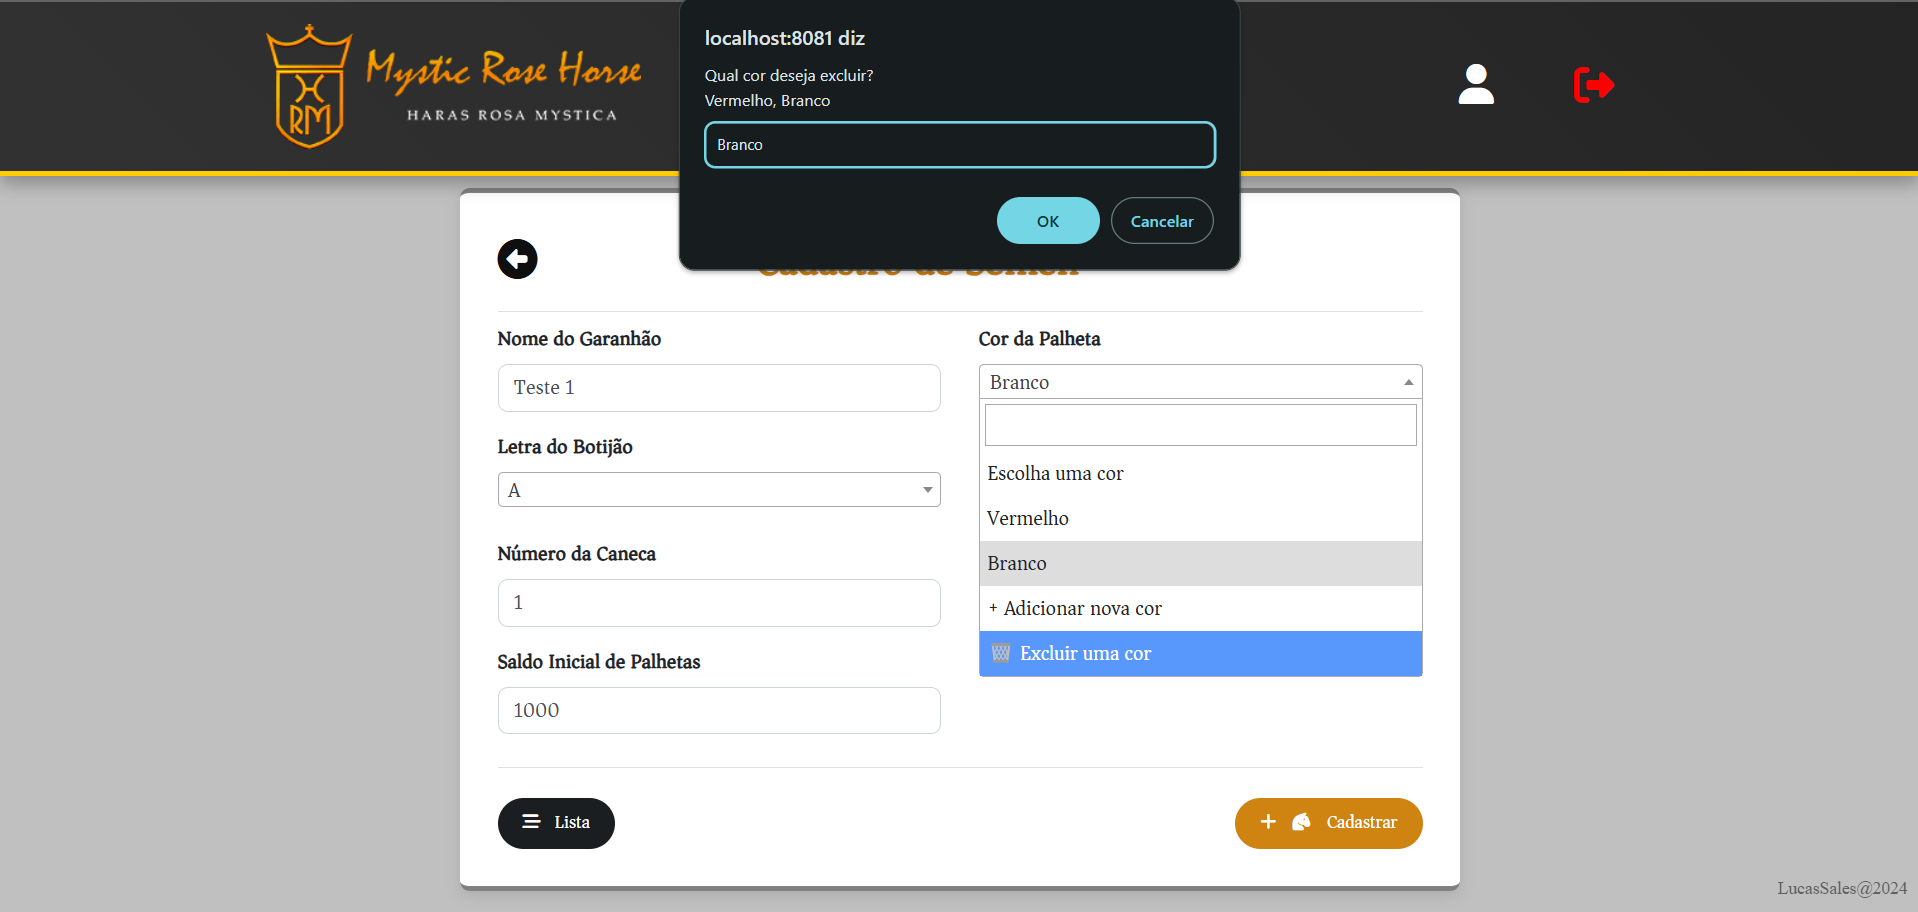 Mystic Rose Horse
HARAS ROSA MYSTICA
HRM
localhost:8081 diz
Qual cor deseja excluir?
Vermelho, Branco
Branco
OK
Cancelar
Nome do Garanhão
Teste 1
Letra do Botijão
A
Número da Caneca
1
Saldo Inicial de Palhetas
1000
Cor da Palheta
Branco
Escolha uma cor
Vermelho
Branco
+ Adicionar nova cor
Excluir uma cor
Lista
Cadastrar
LucasSales@2024